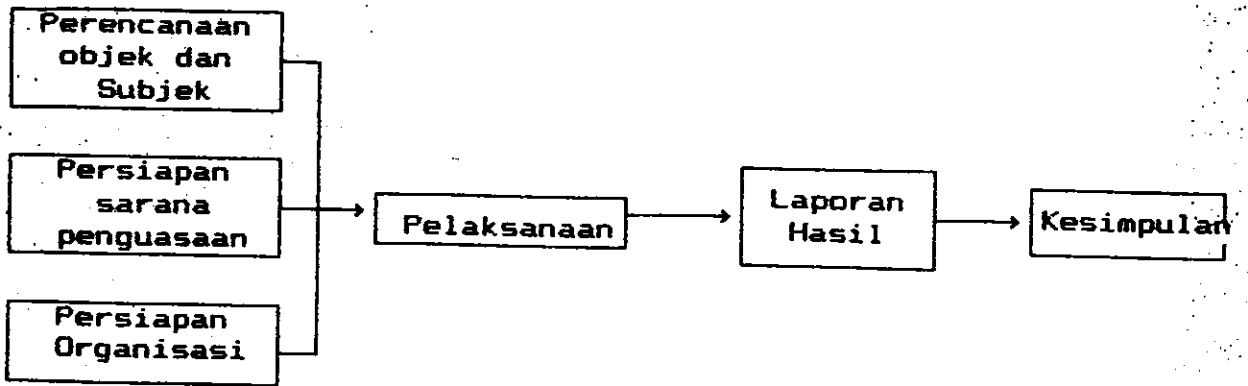 Perencanaan
objek dan
Subjek
Persiapan
sarana
penguasaan
Persiapan
Organisasi
Pelaksanaan
Laporan
Hasil
Kesimpulan